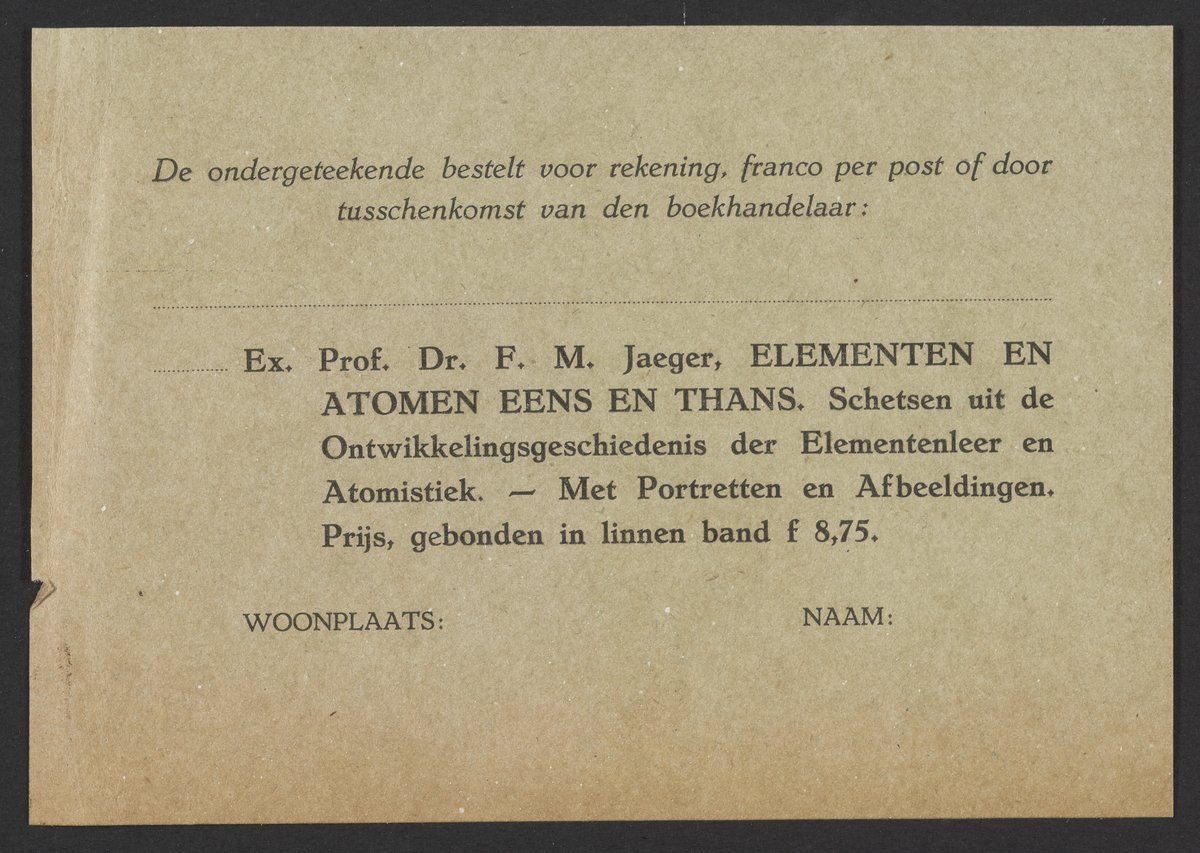 De ondergeteekende bestelt voor rekening, franco per post of door
tusschenkomst van den boekhandelaar:
Ex. Prof. Dr. F. M. Jaeger, ELEMENTEN EN
ATOMEN EENS EN THANS. Schetsen uit de
Ontwikkelingsgeschiedenis der Elementenleer en
Atomistiek. — Met Portretten en Afbeeldingen.
Prijs, gebonden in linnen band f 8,75.
WOONPLAATS: NAAM: